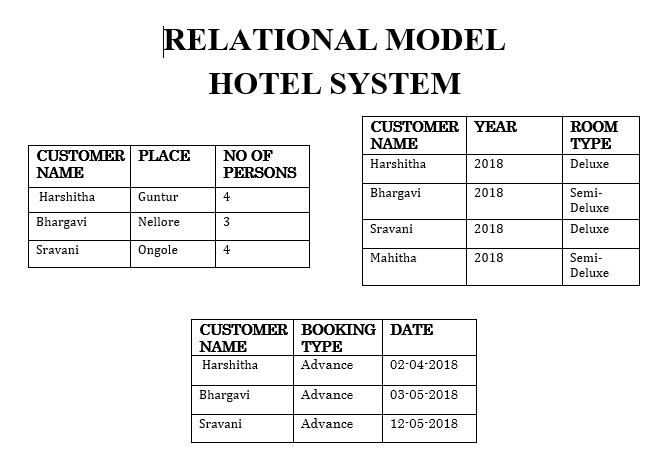 RELATIONAL MODEL
HOTEL SYSTEM
CUSTOMER NAME PLACE NO OF PERSONS
Harshitha Guntur 4
Bhargavi Nellore 3
Sravani Ongole 4
CUSTOMER NAME YEAR ROOM TYPE
Harshitha 2018 Deluxe
Bhargavi 2018 Semi-Deluxe
Sravani 2018 Deluxe
Mahitha 2018 Semi-Deluxe
CUSTOMER NAME BOOKING TYPE DATE
Harshitha Advance 02-04-2018
Bhargavi Advance 03-05-2018
Sravani Advance 12-05-2018